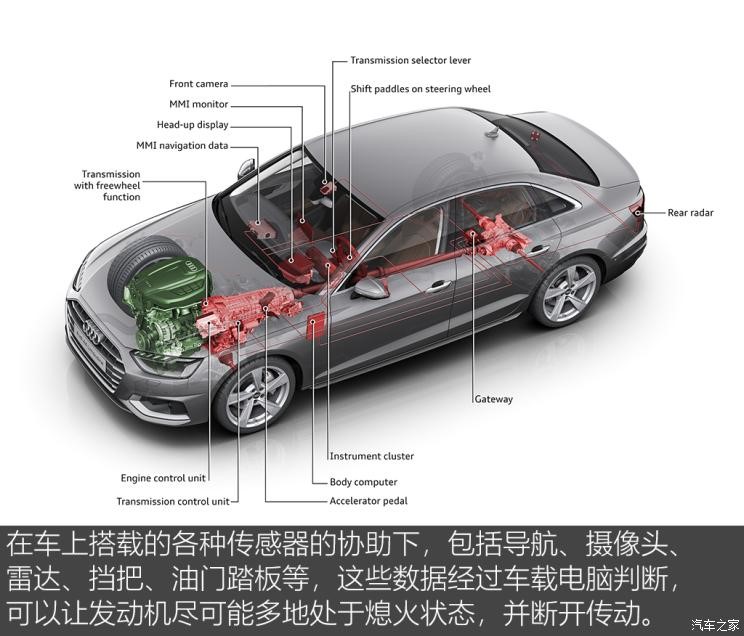 Transmission selector lever
Front camera
Shift paddles on steering wheel
MMI monitor
Head-up display
MMI navigation data
Transmission
with freewheel
function
Rear radar
Gateway
Instrument cluster
Engine control unit
Body computer
Transmission control unit
Accelerator pedal
在车上搭载的各种传感器的协助下，包括导航、摄像头、
雷达、挡把、油门踏板等，这些数据经过车载电脑判断，
可以让发动机尽可能多地处于熄火状态，并断开传动。
汽车之家